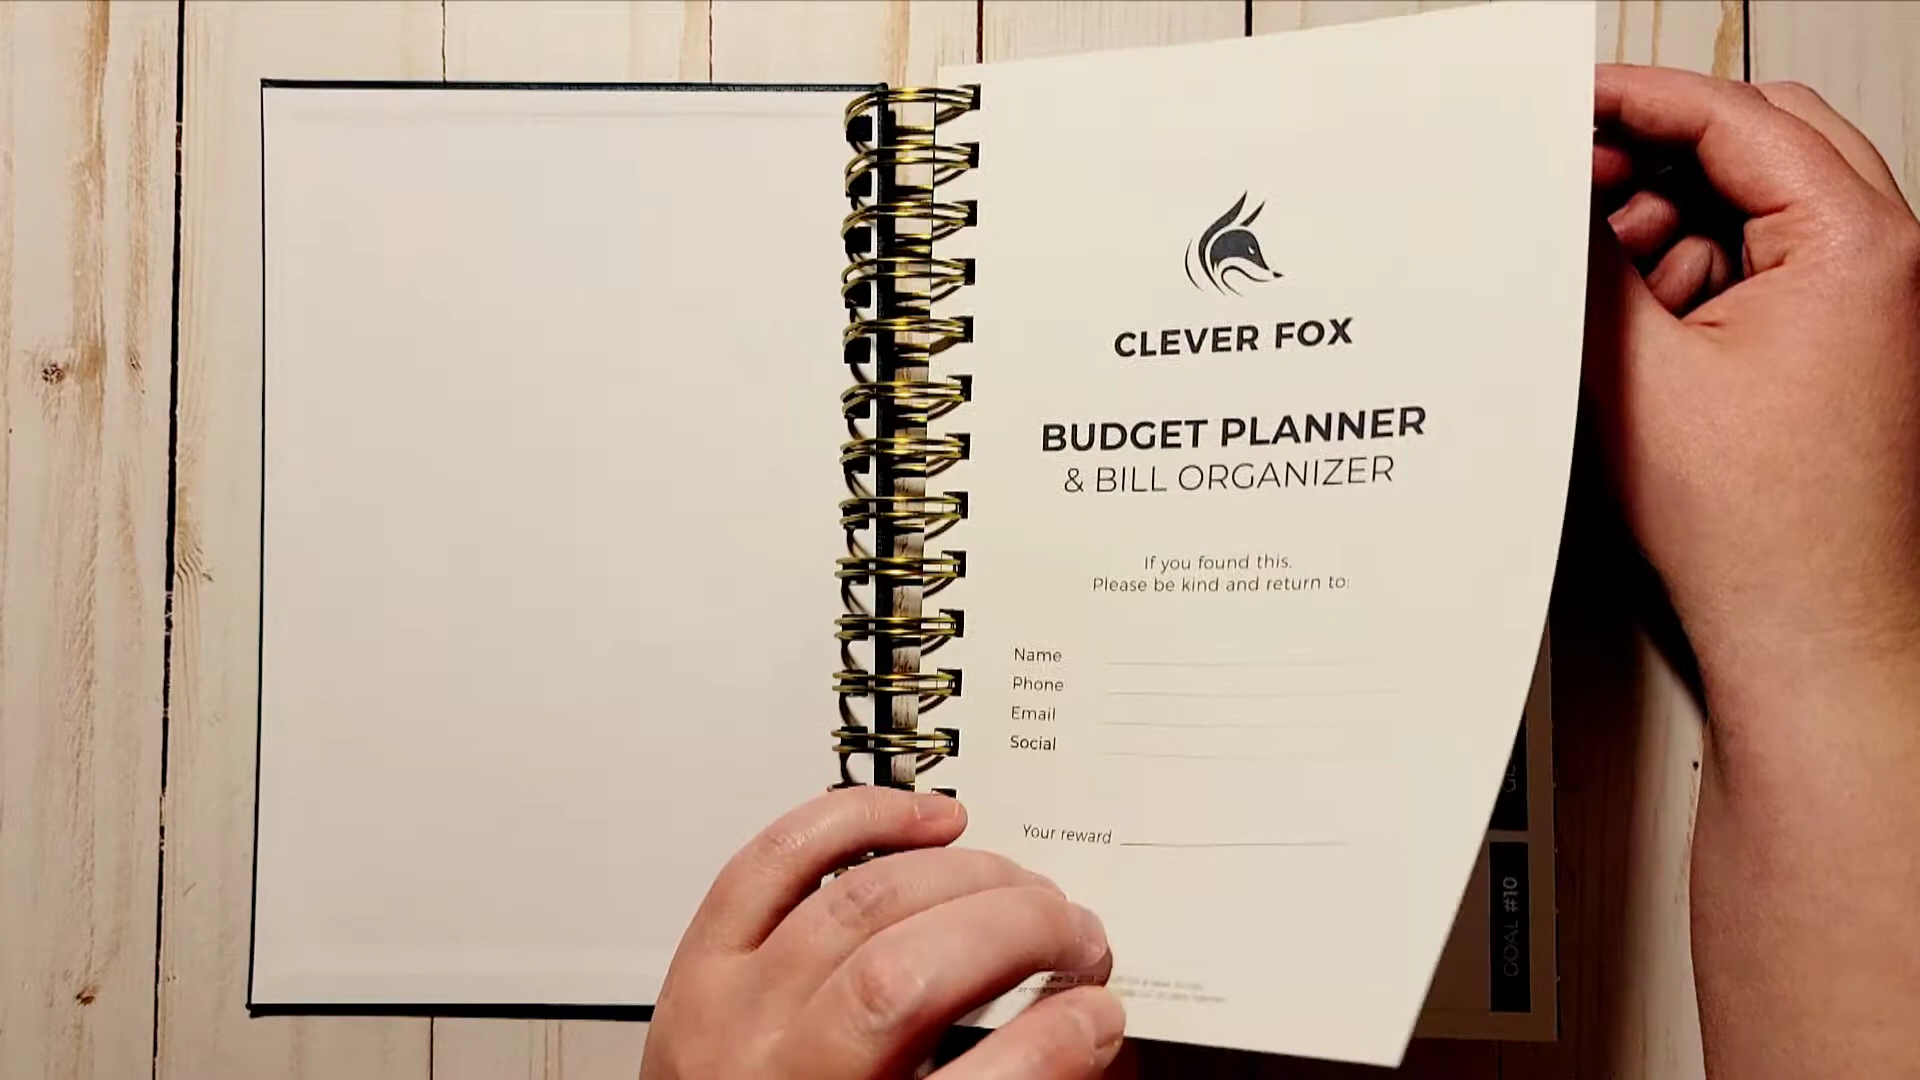 CLEVER FOX
BUDGET PLANNER
& BILL ORGANIZER
If you found this,
Please be kind and return to:
Name
Phone
Email
Social
Your reward
GOAL #10